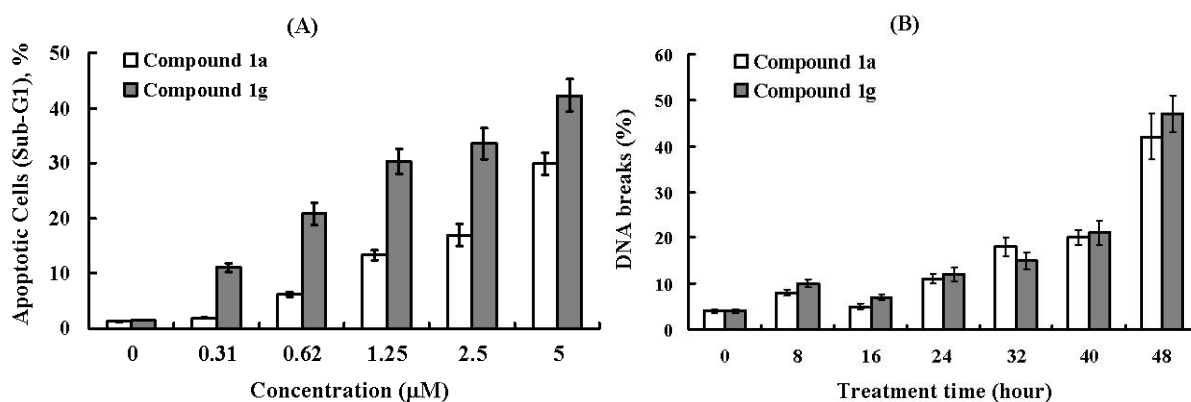 (A)
Compound 1a
Compound 1g
Apoptotic Cells (Sub-G1), %
50
40
30
20
10
0
0 0.31 0.62 1.25 2.5 5
Concentration (μM)
(B)
Compound 1a
Compound 1g
DNA breaks (%)
60
50
40
30
20
10
0
0 8 16 24 32 40 48
Treatment time (hour)